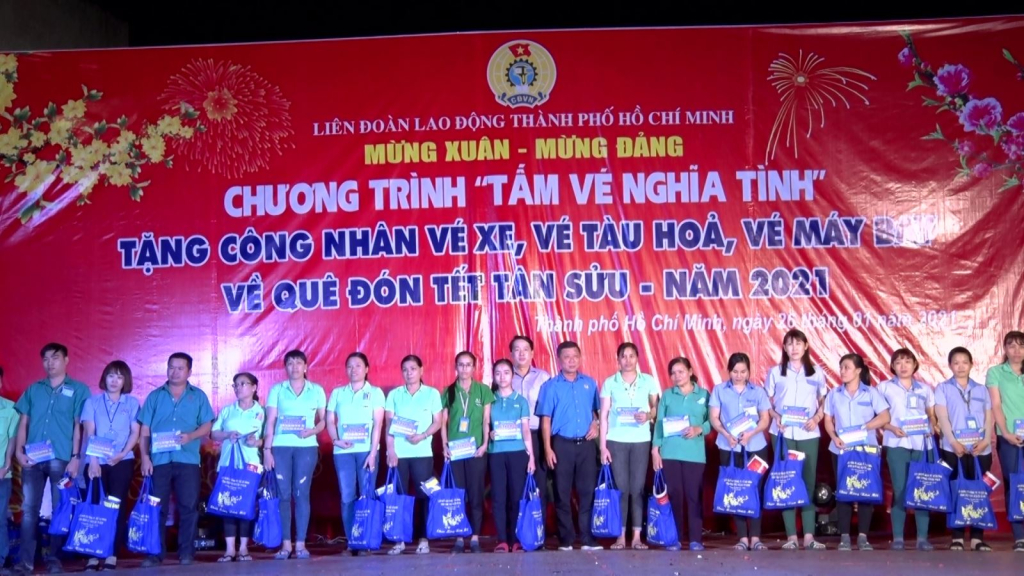 CĐVN
LIÊN ĐOÀN LAO ĐỘNG THÀNH PHỐ HỒ CHÍ MINH
MỪNG XUÂN - MỪNG ĐẢNG
CHƯƠNG TRÌNH "TẤM VÉ NGHĨA TÌNH"
TẶNG CÔNG NHÂN VÉ XE, VÉ TÀU HOẢ, VÉ MÁY BAY
VỀ QUÊ ĐÓN TẾT TÂN SỬU - NĂM 2021
Thành phố Hồ Chí Minh, ngày 26 tháng 01 năm 2021